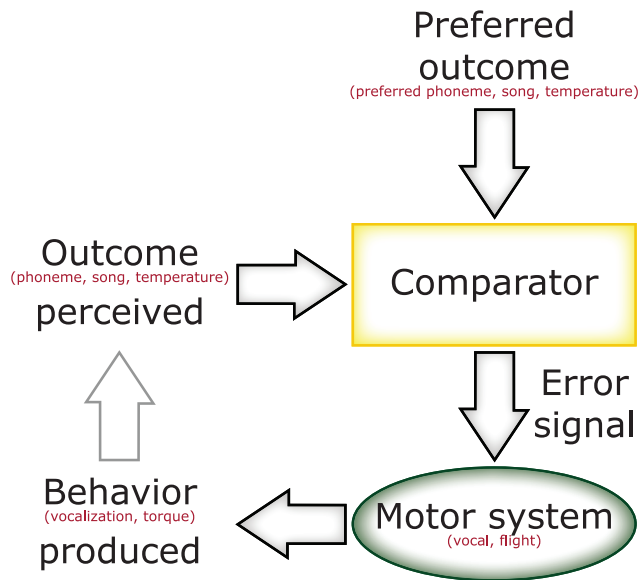 Preferred
outcome
(preferred phoneme, song, temperature)
Outcome
(phoneme, song, temperature)
perceived
Comparator
Error
signal
Behavior
(vocalization, torque)
produced
Motor system
(vocal, flight)